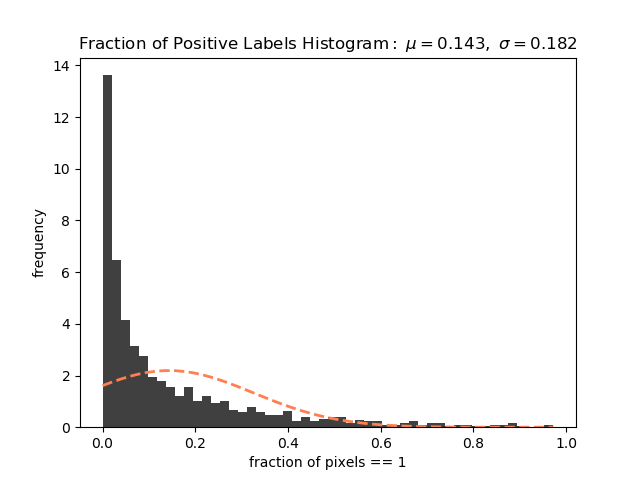 Fraction of Positive Labels Histogram: μ = 0.143, σ = 0.182
14
12
10
8
6
4
2
0
frequency
0.0 0.2 0.4 0.6 0.8 1.0
fraction of pixels == 1